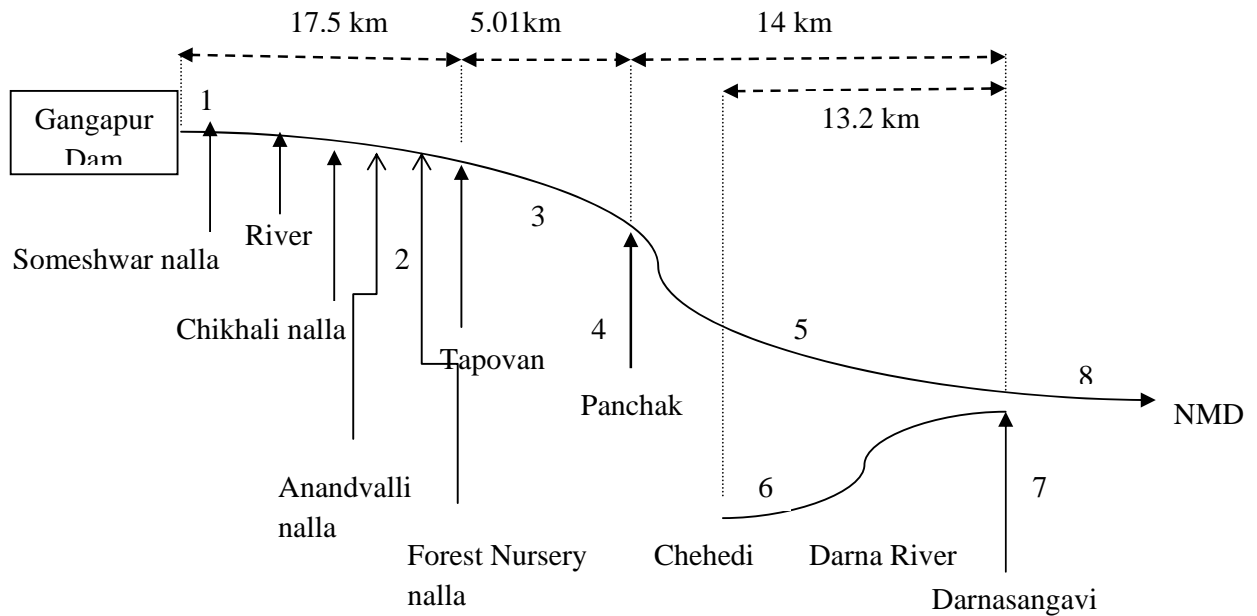 17.5 km
5.01km
14 km
13.2 km
1
Gangapur
Dam
River
Someshwar nalla
2
3
Chikhali nalla
Tapovan
4
5
Panchak
8
NMD
Anandvalli
nalla
6
7
Forest Nursery
nalla
Chehedi
Darna River
Darnasangavi